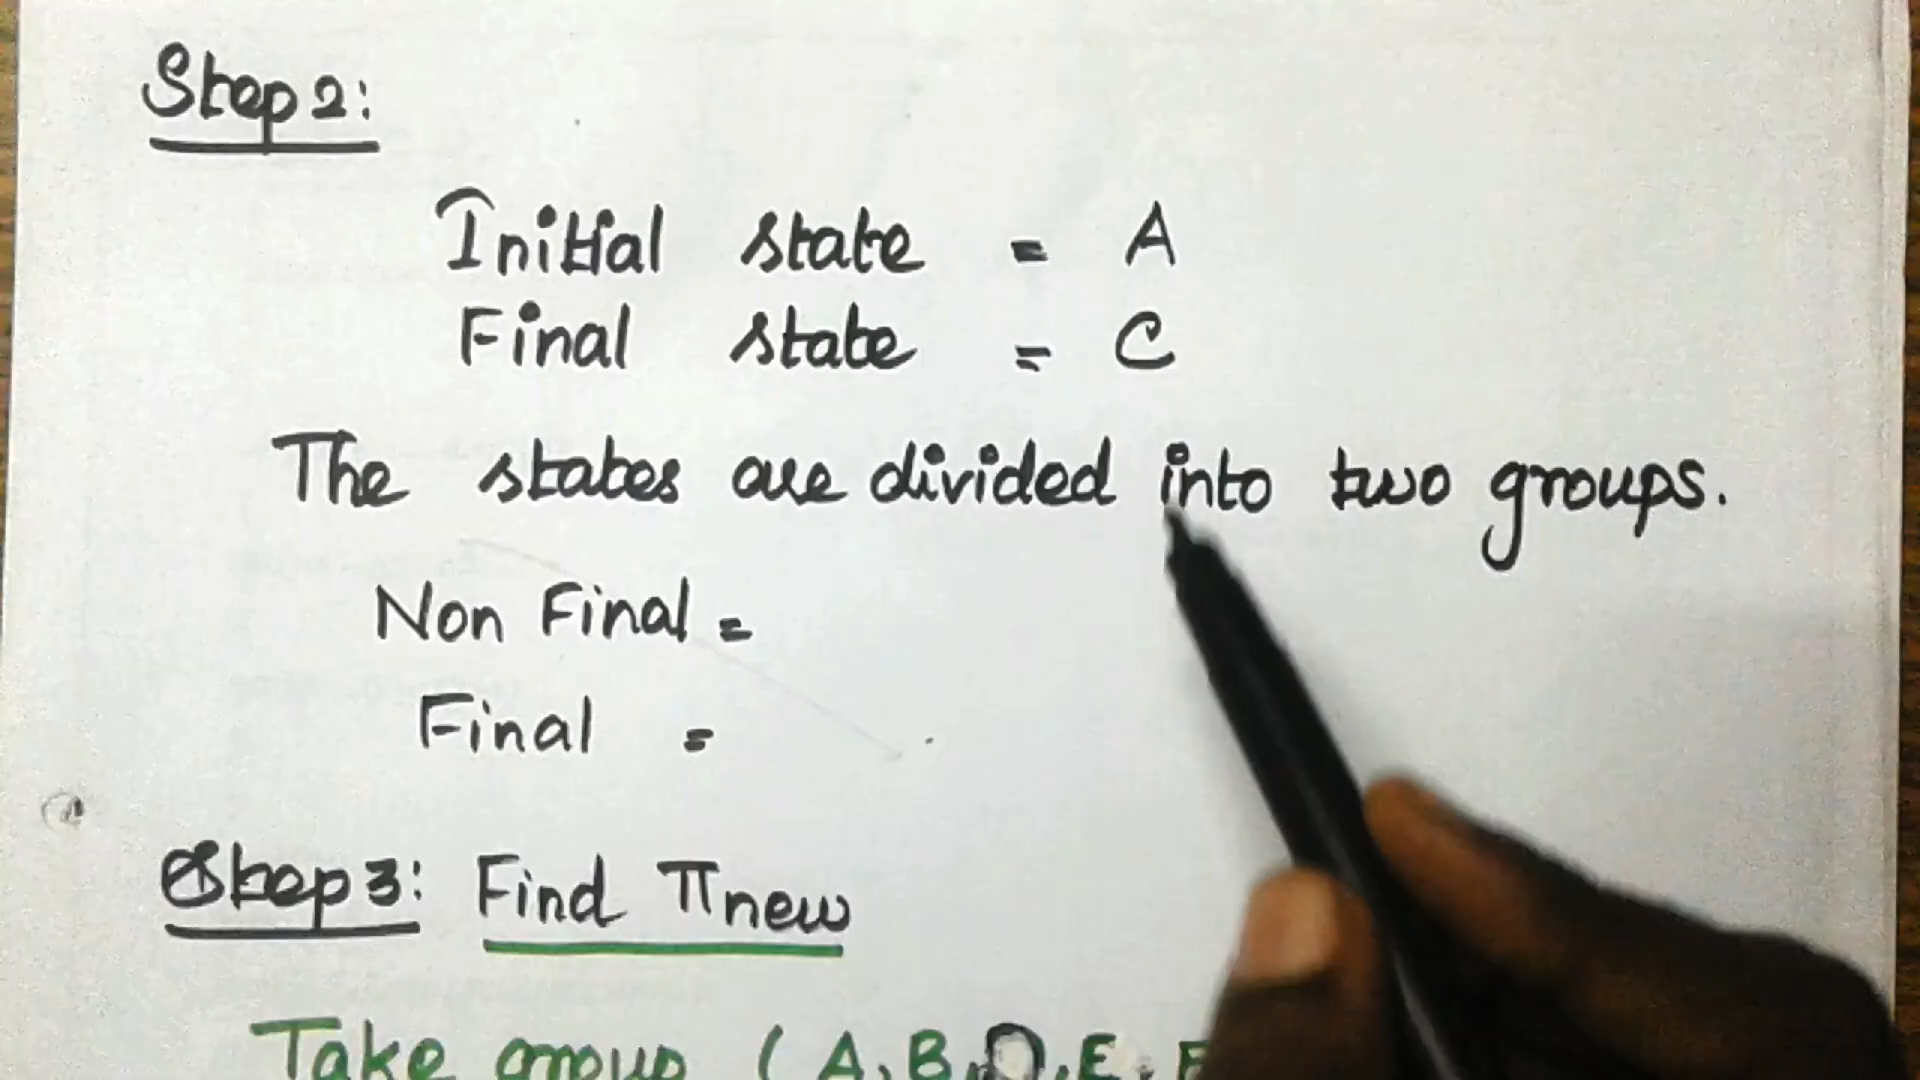 Step 2:
Initial state = A
Final state = C
The states are divided into two groups.
Non Final =
Final =
Step 3: Find πnew
Take group (A, B, D, E, F